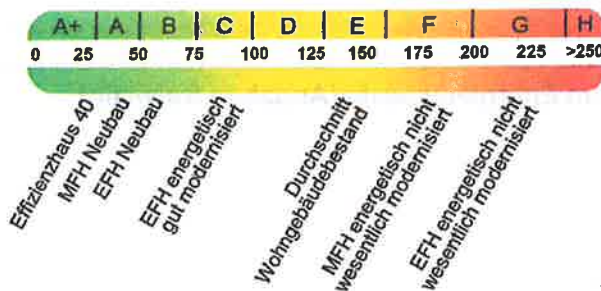 A+ A B C D E F G H
0 25 50 75 100 125 150 175 200 225 >250
Effizienzhaus 40
MFH Neubau
EFH Neubau
EFH energetisch
gut modernisiert
Durchschnitt
Wohngebäudebestand
MFH energetisch nicht
wesentlich modernisiert
EFH energetisch nicht
wesentlich modernisiert